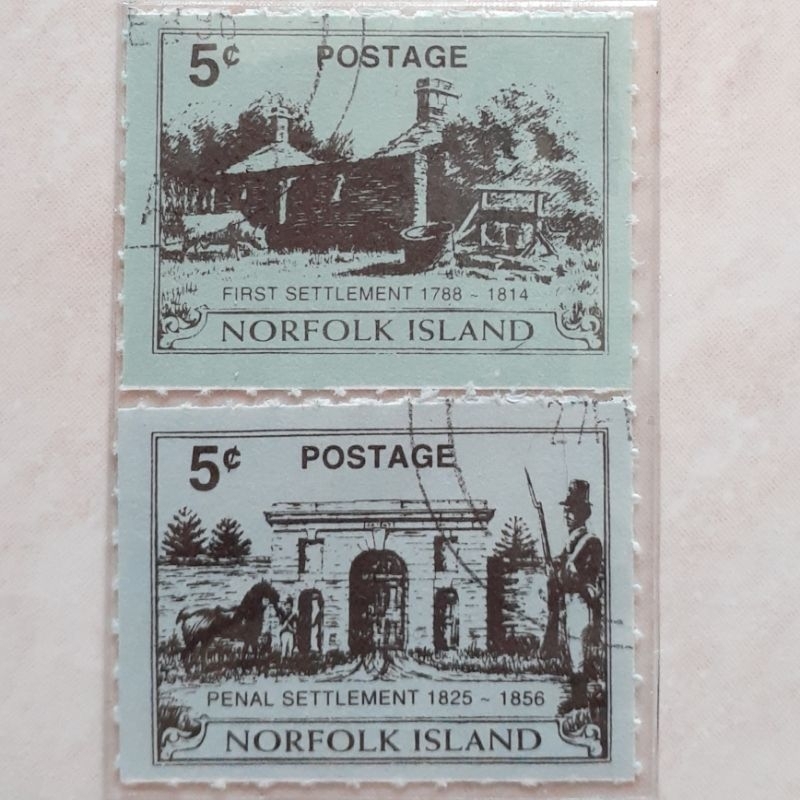 5¢ POSTAGE
FIRST SETTLEMENT 1788 ~ 1814
NORFOLK ISLAND
5¢ POSTAGE
PENAL SETTLEMENT 1825 ~ 1856
NORFOLK ISLAND